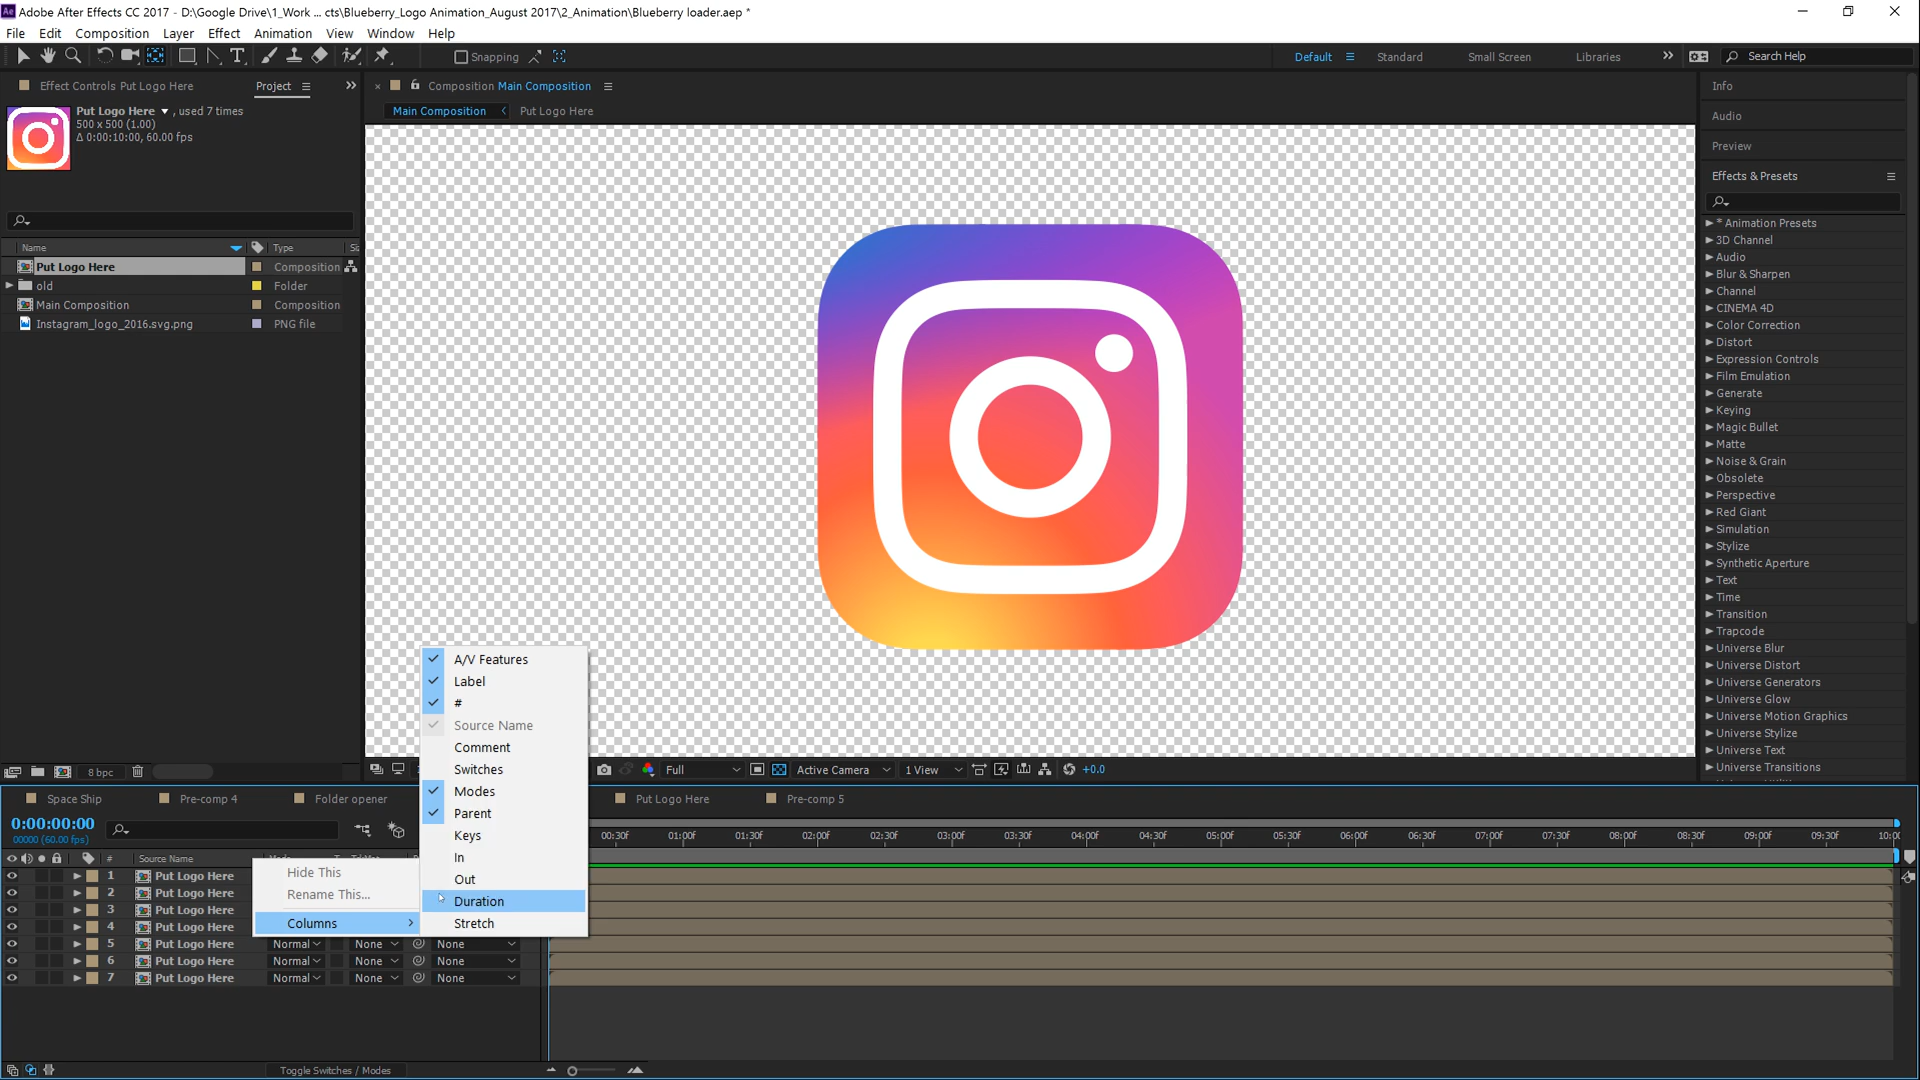 Ae Adobe After Effects CC 2017 - D:\Google Drive\1_Work ... cts\Blueberry_Logo Animation_August 2017\2_Animation\Blueberry loader.aep *
File Edit Composition Layer Effect Animation View Window Help
T Snapping Default Standard Small Screen Libraries Search Help
Effect Controls Put Logo Here Project
Composition Main Composition
Main Composition Put Logo Here
Put Logo Here , used 7 times
500 x 500 (1.00)
Δ 0:00:10:00, 60.00 fps
Name Type
Put Logo Here Composition
old Folder
Main Composition Composition
Instagram_logo_2016.svg.png PNG file
8 bpc
Info
Audio
Preview
Effects & Presets
* Animation Presets
3D Channel
Audio
Blur & Sharpen
Channel
CINEMA 4D
Color Correction
Distort
Expression Controls
Film Emulation
Generate
Keying
Magic Bullet
Matte
Noise & Grain
Obsolete
Perspective
Red Giant
Simulation
Stylize
Synthetic Aperture
Text
Time
Transition
Trapcode
Universe Blur
Universe Distort
Universe Generators
Universe Glow
Universe Motion Graphics
Universe Stylize
Universe Text
Universe Transitions
Full Active Camera 1 View +0.0
Space Ship Pre-comp 4 Folder opener Put Logo Here Pre-comp 5
0:00:00:00
00000 (60.00 fps)
00:30f 01:00f 01:30f 02:00f 02:30f 03:00f 03:30f 04:00f 04:30f 05:00f 05:30f 06:00f 06:30f 07:00f 07:30f 08:00f 08:30f 09:00f 09:30f
# Source Name
1 Put Logo Here
2 Put Logo Here
3 Put Logo Here
4 Put Logo Here
5 Put Logo Here Normal None None
6 Put Logo Here Normal None None
7 Put Logo Here Normal None None
Hide This
Rename This...
Columns
A/V Features
Label
#
Source Name
Comment
Switches
Modes
Parent
Keys
In
Out
Duration
Stretch
Toggle Switches / Modes